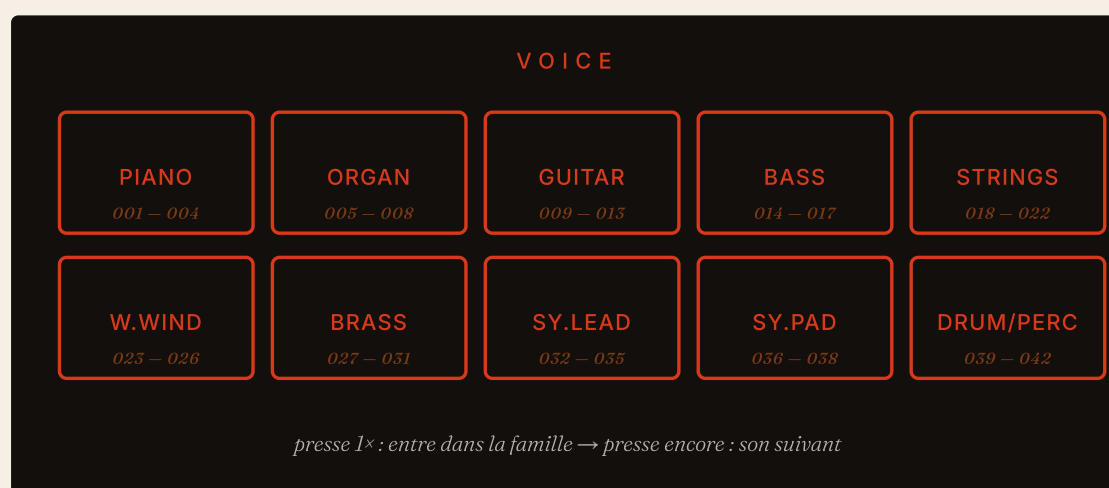 VOICE
PIANO ORGAN GUITAR BASS STRINGS
001 — 004 005 — 008 009 — 013 014 — 017 018 — 022
W.WIND BRASS SY.LEAD SY.PAD DRUM/PERC
023 — 026 027 — 031 032 — 035 036 — 038 039 — 042
presse 1× : entre dans la famille → presse encore : son suivant